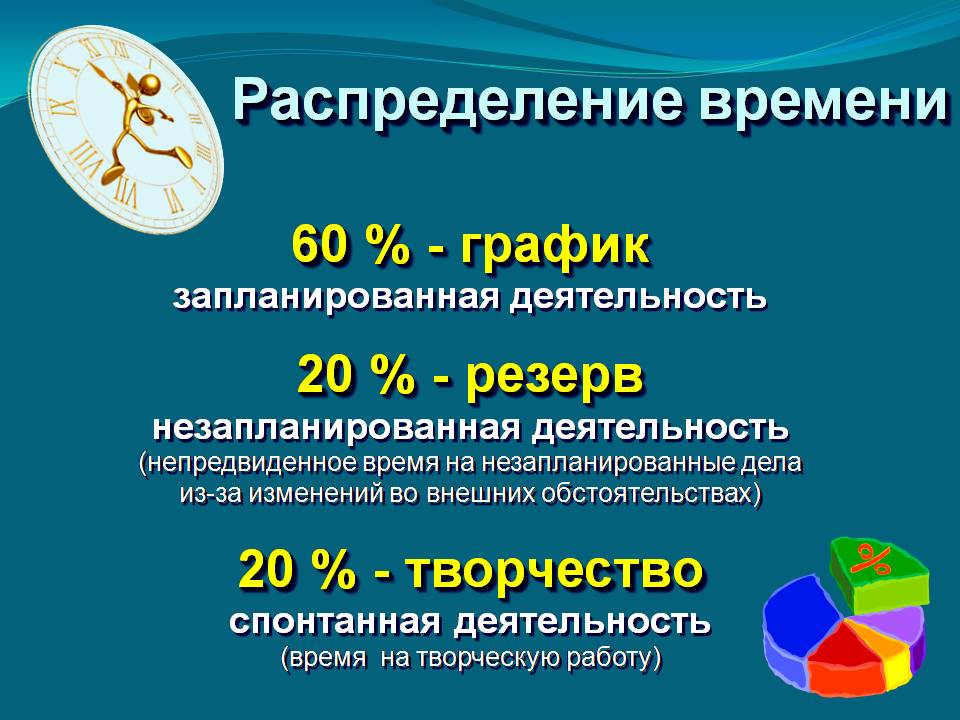 Распределение времени
60 % - график
запланированная деятельность
20 % - резерв
незапланированная деятельность
(непредвиденное время на незапланированные дела
из-за изменений во внешних обстоятельствах)
20 % - творчество
спонтанная деятельность
(время  на творческую работу)
%